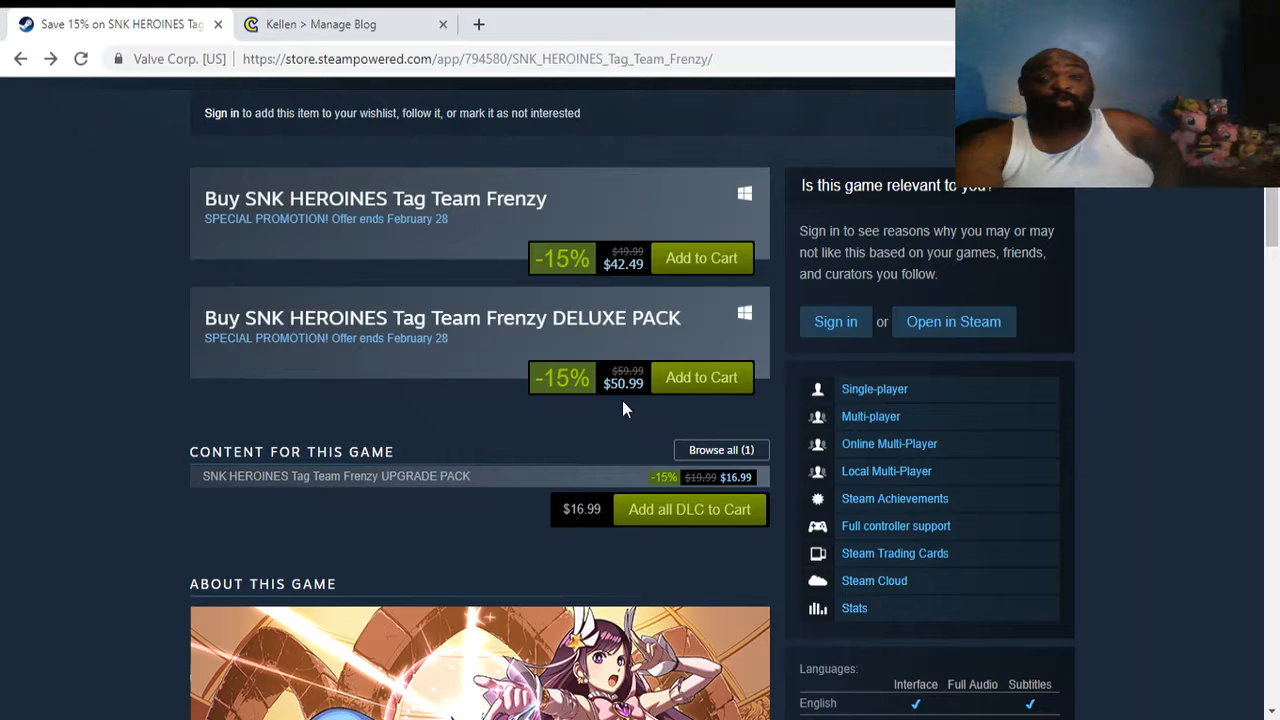 Save 15% on SNK HEROINES Tag
Kellen > Manage Blog
Valve Corp. [US]
https://store.steampowered.com/app/794580/SNK_HEROINES_Tag_Team_Frenzy/
Sign in to add this item to your wishlist, follow it, or mark it as not interested
Buy SNK HEROINES Tag Team Frenzy
SPECIAL PROMOTION! Offer ends February 28
-15%
$49.99
$42.49
Add to Cart
Buy SNK HEROINES Tag Team Frenzy DELUXE PACK
SPECIAL PROMOTION! Offer ends February 28
-15%
$59.99
$50.99
Add to Cart
CONTENT FOR THIS GAME
Browse all (1)
SNK HEROINES Tag Team Frenzy UPGRADE PACK
-15% $19.99 $16.99
$16.99
Add all DLC to Cart
ABOUT THIS GAME
Is this game relevant to you?
Sign in to see reasons why you may or
may not like this based on your games, friends,
and curators you follow.
Sign in or Open in Steam
Single-player
Multi-player
Online Multi-Player
Local Multi-Player
Steam Achievements
Full controller support
Steam Trading Cards
Steam Cloud
Stats
Languages:
Interface Full Audio Subtitles
English